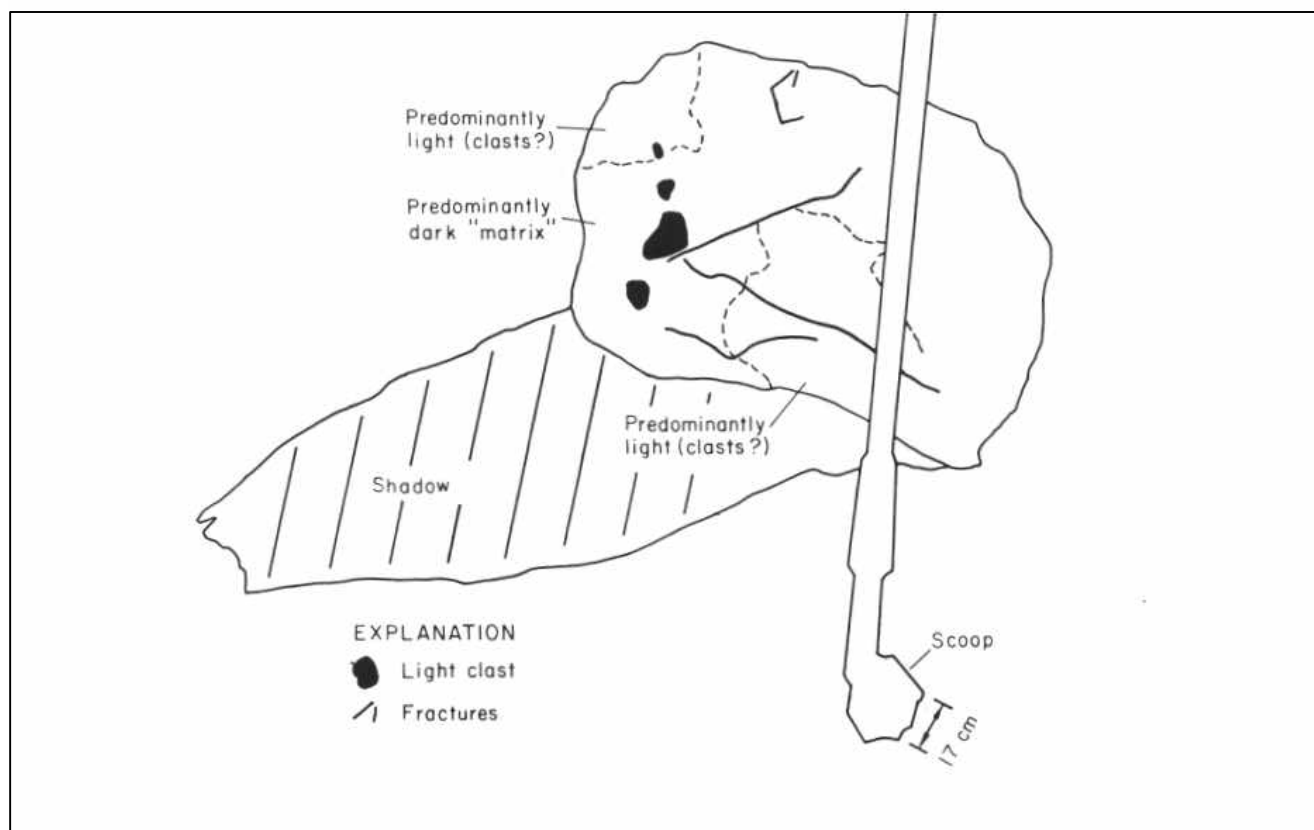 Predominantly
light (clasts?)
Predominantly
dark "matrix"
Predominantly
light (clasts?)
Shadow
EXPLANATION
Light clast
Fractures
Scoop
17 cm